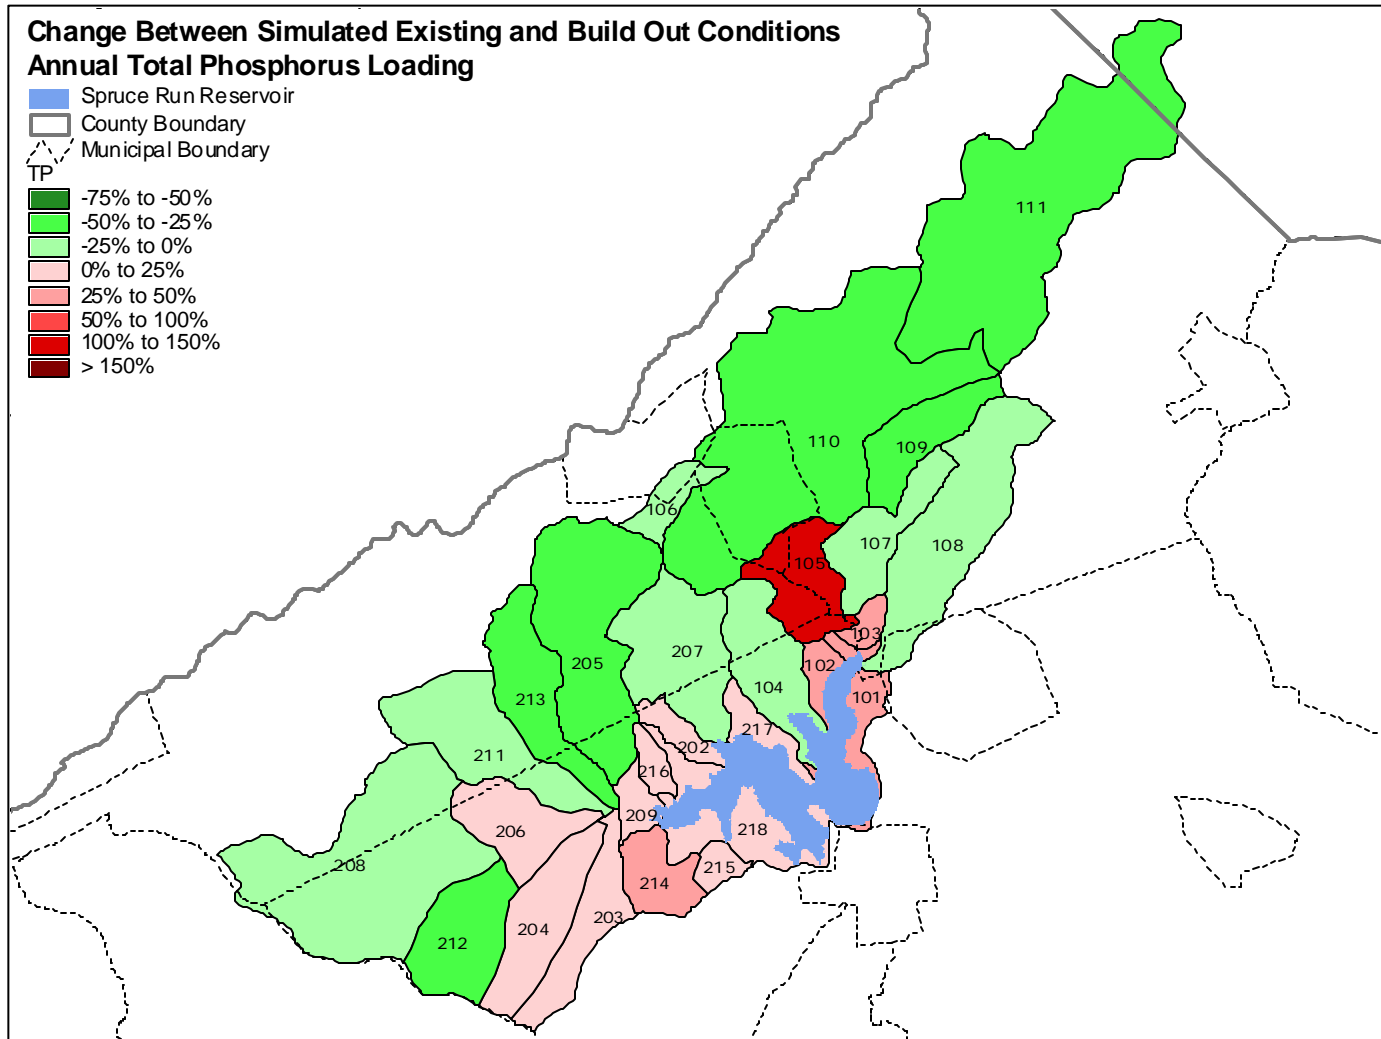 Change Between Simulated Existing and Build Out Conditions
Annual Total Phosphorus Loading
Spruce Run Reservoir
County Boundary
Municipal Boundary
TP
-75% to -50%
-50% to -25%
-25% to 0%
0% to 25%
25% to 50%
50% to 100%
100% to 150%
> 150%
111
110
109
106
107
108
105
103
102
101
207
205
104
213
217
211
202
216
209
218
206
208
215
214
203
204
212